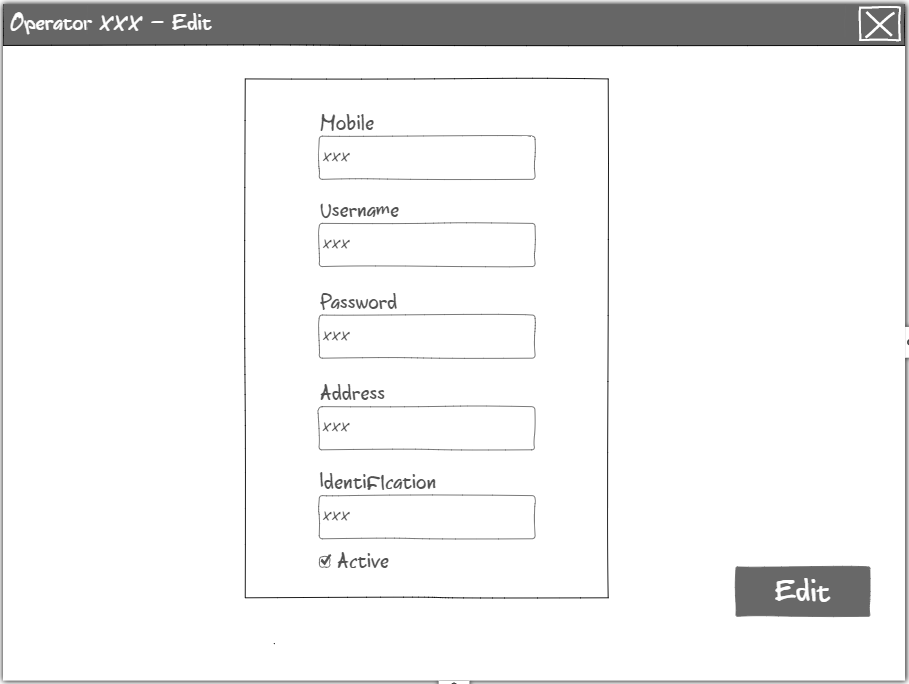 Operator XXX - Edit
Mobile
xxx
Username
xxx
Password
xxx
Address
xxx
Identification
xxx
Active
Edit